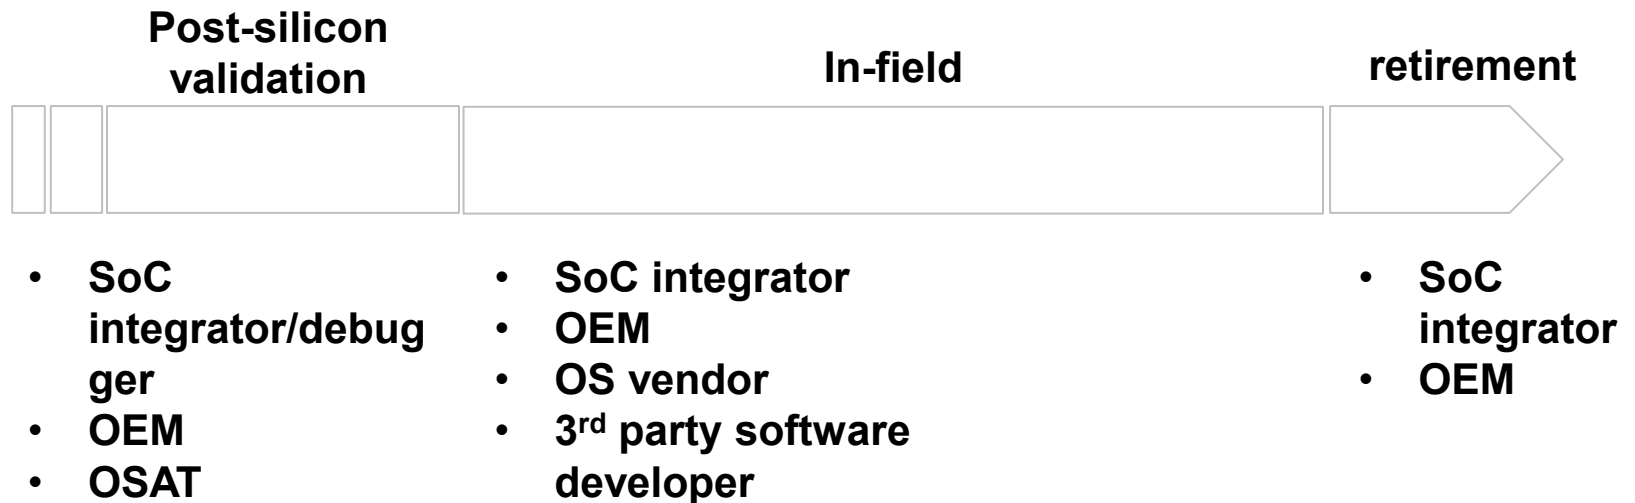 Post-silicon
validation
In-field
retirement
• SoC
integrator/debug
ger
• OEM
• OSAT
• SoC integrator
• OEM
• OS vendor
• 3rd party software
developer
• SoC
integrator
• OEM